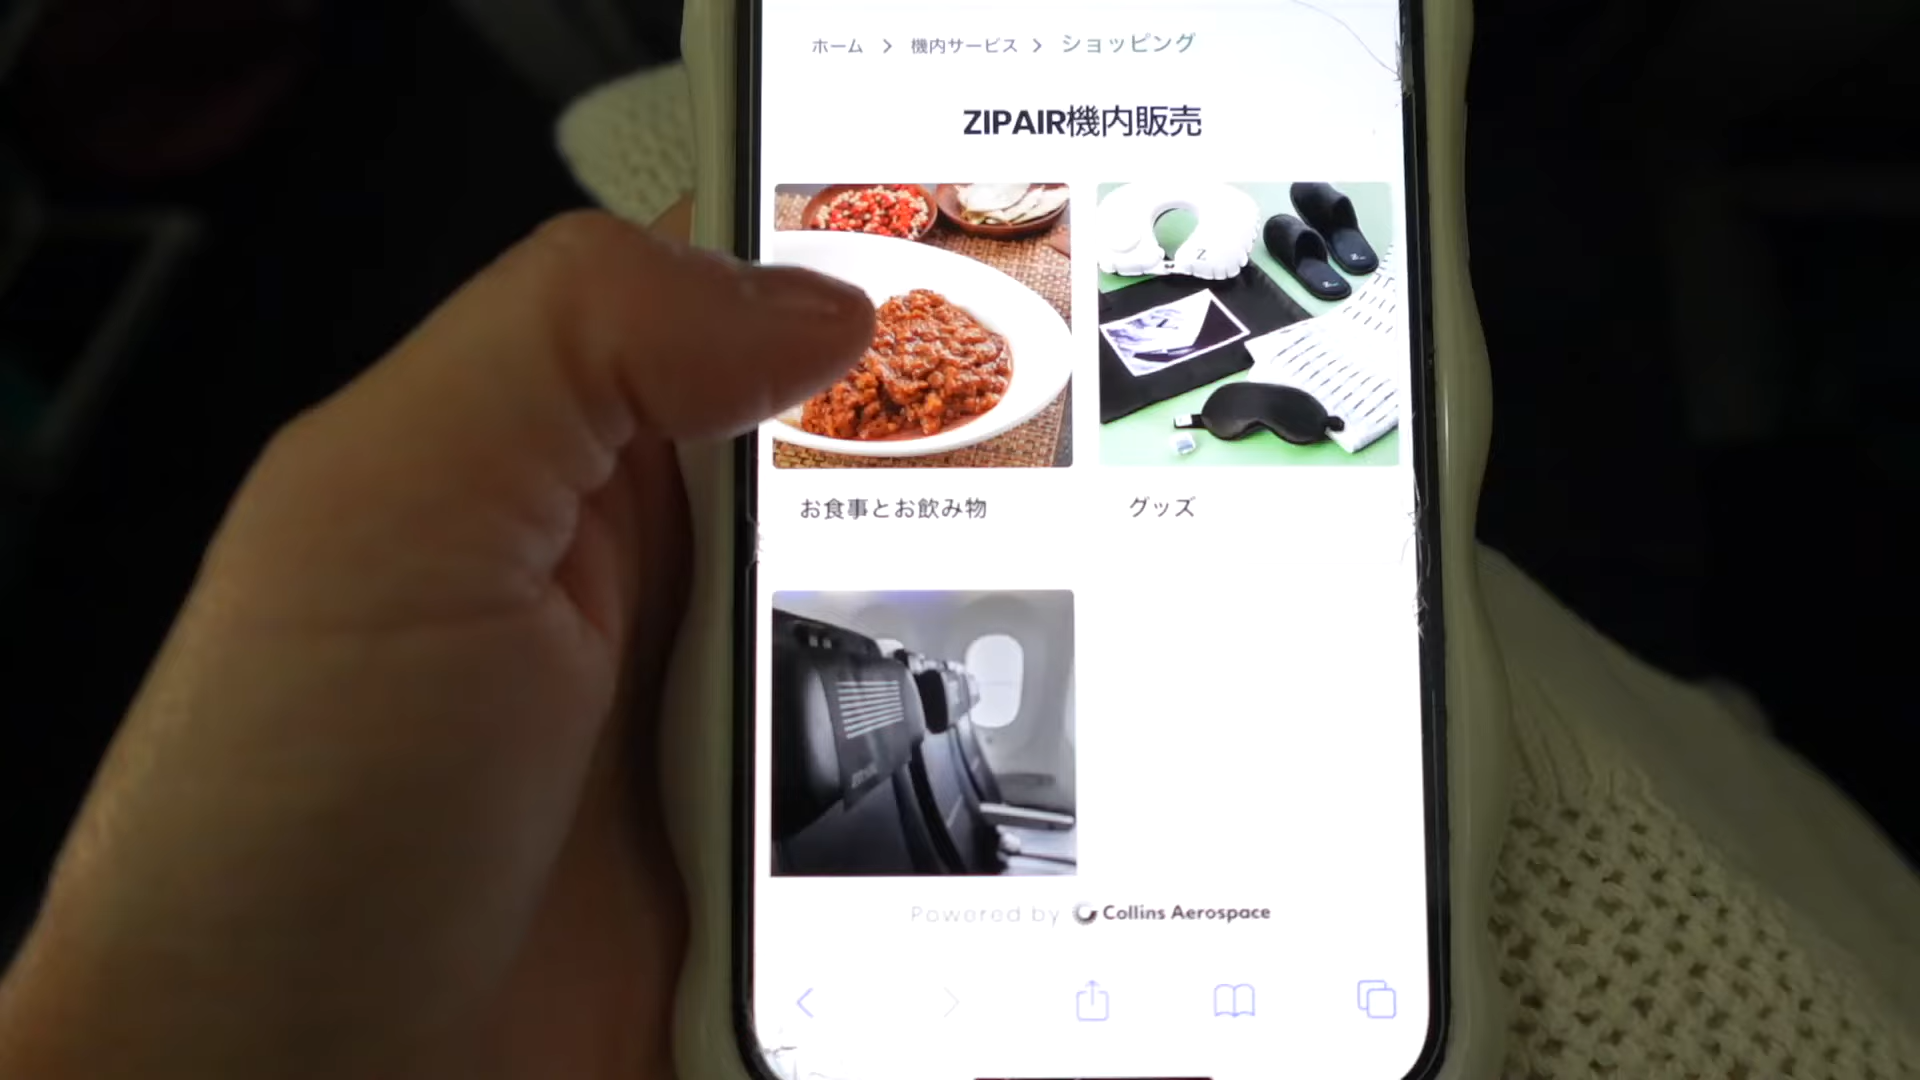 ホーム > 機内サービス > ショッピング
ZIPAIR機内販売
お食事とお飲み物
グッズ
Powered by Collins Aerospace